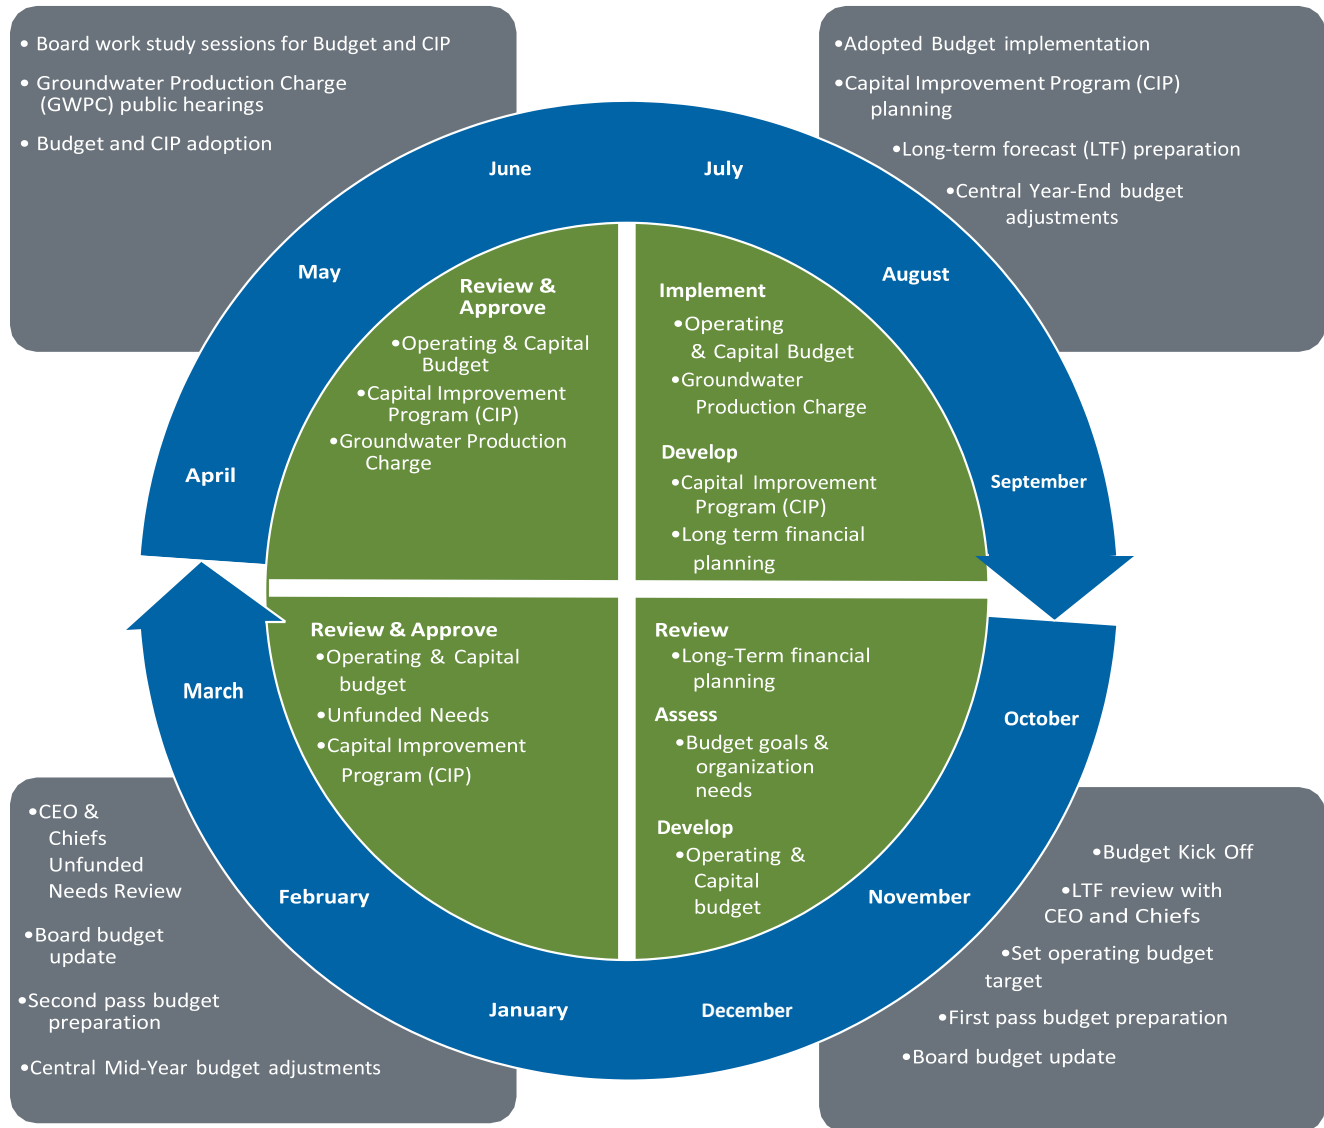 • Board work study sessions for Budget and CIP
• Groundwater Production Charge
(GWPC) public hearings
• Budget and CIP adoption
•Adopted Budget implementation
•Capital Improvement Program (CIP)
planning
•Long-term forecast (LTF) preparation
•Central Year-End budget
adjustments
June
July
May
August
April
September
Review &
Approve
•Operating & Capital
Budget
•Capital Improvement
Program (CIP)
•Groundwater Production
Charge
Implement
•Operating
& Capital Budget
•Groundwater
Production Charge
Develop
•Capital Improvement
Program (CIP)
•Long term financial
planning
Review & Approve
•Operating & Capital
budget
•Unfunded Needs
•Capital Improvement
Program (CIP)
Review
•Long-Term financial
planning
Assess
•Budget goals &
organization
needs
Develop
•Operating &
Capital
budget
March
October
February
November
January
December
•CEO &
Chiefs
Unfunded
Needs Review
•Board budget
update
•Second pass budget
preparation
•Central Mid-Year budget adjustments
•Budget Kick Off
•LTF review with
CEO and Chiefs
•Set operating budget
target
•First pass budget preparation
•Board budget update